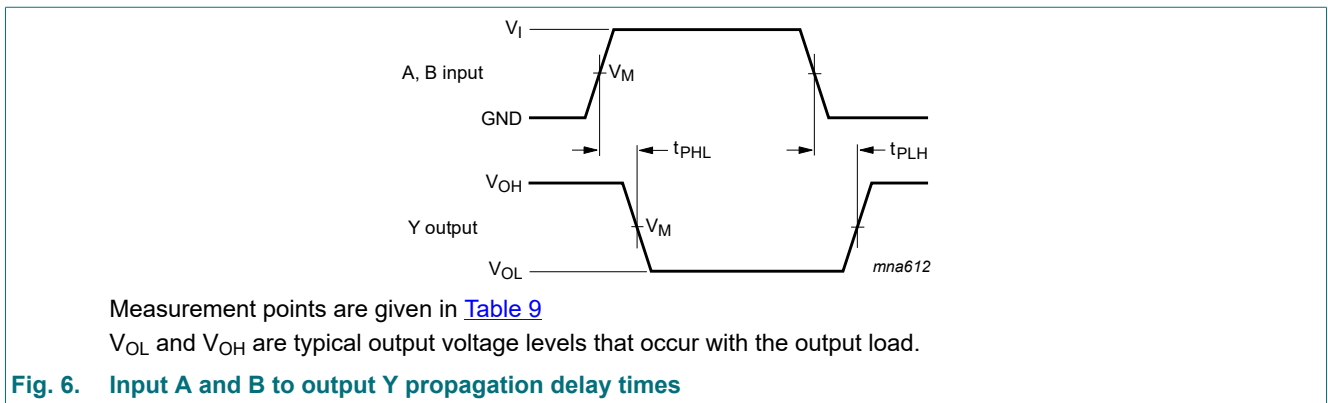 VI
A, B input
VM
GND
tPHL
tPLH
VOH
Y output
VM
VOL
mna612
Measurement points are given in Table 9
VOL and VOH are typical output voltage levels that occur with the output load.
Fig. 6. Input A and B to output Y propagation delay times